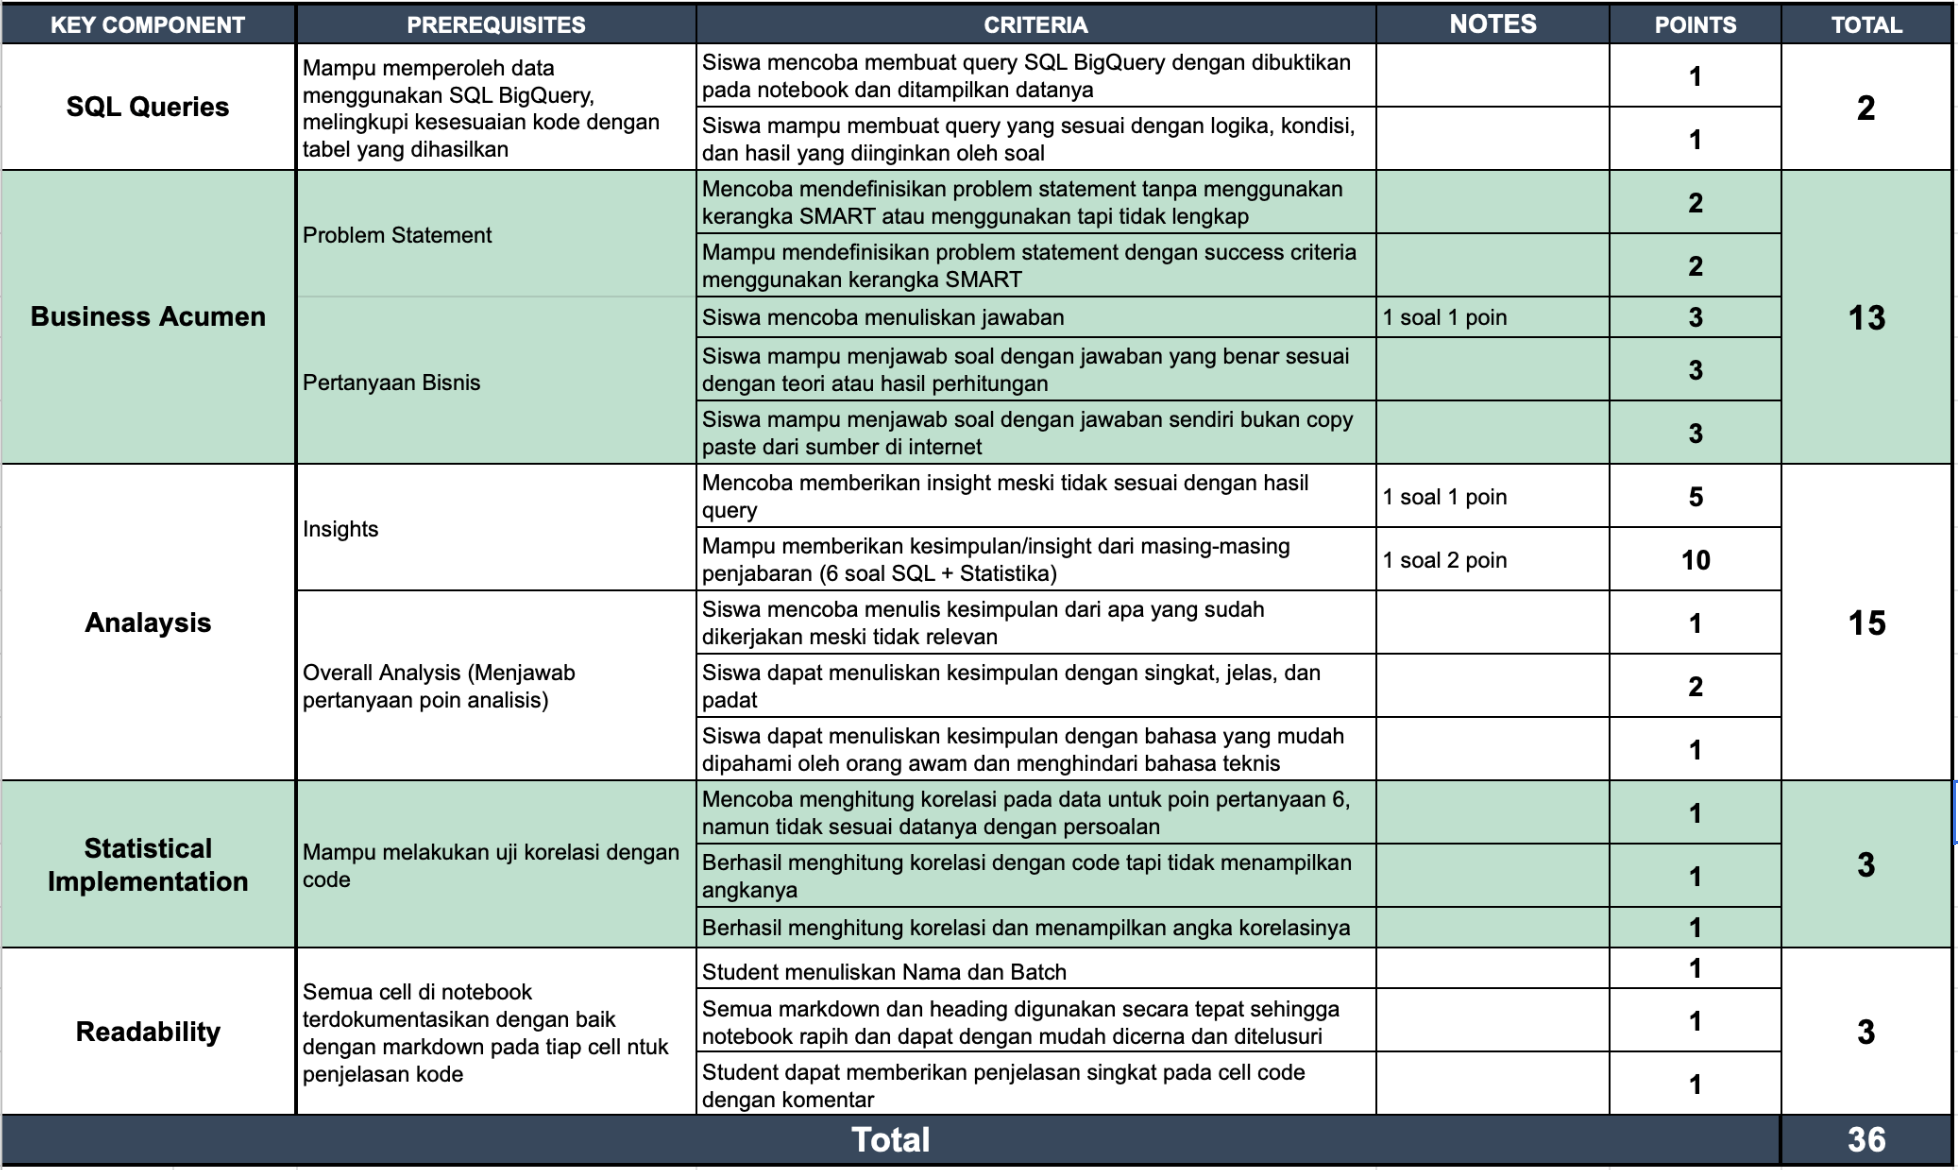 KEY COMPONENT PREREQUISITES CRITERIA NOTES POINTS TOTAL
SQL Queries
Mampu memperoleh data
menggunakan SQL BigQuery,
melingkupi kesesuaian kode dengan
tabel yang dihasilkan
Siswa mencoba membuat query SQL BigQuery dengan dibuktikan
pada notebook dan ditampilkan datanya
1
Siswa mampu membuat query yang sesuai dengan logika, kondisi,
dan hasil yang diinginkan oleh soal
1
2
Business Acumen
Problem Statement
Mencoba mendefinisikan problem statement tanpa menggunakan
kerangka SMART atau menggunakan tapi tidak lengkap
2
Mampu mendefinisikan problem statement dengan success criteria
menggunakan kerangka SMART
2
Pertanyaan Bisnis
Siswa mencoba menuliskan jawaban
1 soal 1 poin
3
Siswa mampu menjawab soal dengan jawaban yang benar sesuai
dengan teori atau hasil perhitungan
3
Siswa mampu menjawab soal dengan jawaban sendiri bukan copy
paste dari sumber di internet
3
13
Analaysis
Insights
Mencoba memberikan insight meski tidak sesuai dengan hasil
query
1 soal 1 poin
5
Mampu memberikan kesimpulan/insight dari masing-masing
penjabaran (6 soal SQL + Statistika)
1 soal 2 poin
10
Overall Analysis (Menjawab
pertanyaan poin analisis)
Siswa mencoba menulis kesimpulan dari apa yang sudah
dikerjakan meski tidak relevan
1
Siswa dapat menuliskan kesimpulan dengan singkat, jelas, dan
padat
2
Siswa dapat menuliskan kesimpulan dengan bahasa yang mudah
dipahami oleh orang awam dan menghindari bahasa teknis
1
15
Statistical
Implementation
Mampu melakukan uji korelasi dengan
code
Mencoba menghitung korelasi pada data untuk poin pertanyaan 6,
namun tidak sesuai datanya dengan persoalan
1
Berhasil menghitung korelasi dengan code tapi tidak menampilkan
angkanya
1
Berhasil menghitung korelasi dan menampilkan angka korelasinya
1
3
Readability
Semua cell di notebook
terdokumentasikan dengan baik
dengan markdown pada tiap cell ntuk
penjelasan kode
Student menuliskan Nama dan Batch
1
Semua markdown dan heading digunakan secara tepat sehingga
notebook rapih dan dapat dengan mudah dicerna dan ditelusuri
1
Student dapat memberikan penjelasan singkat pada cell code
dengan komentar
1
3
Total 36